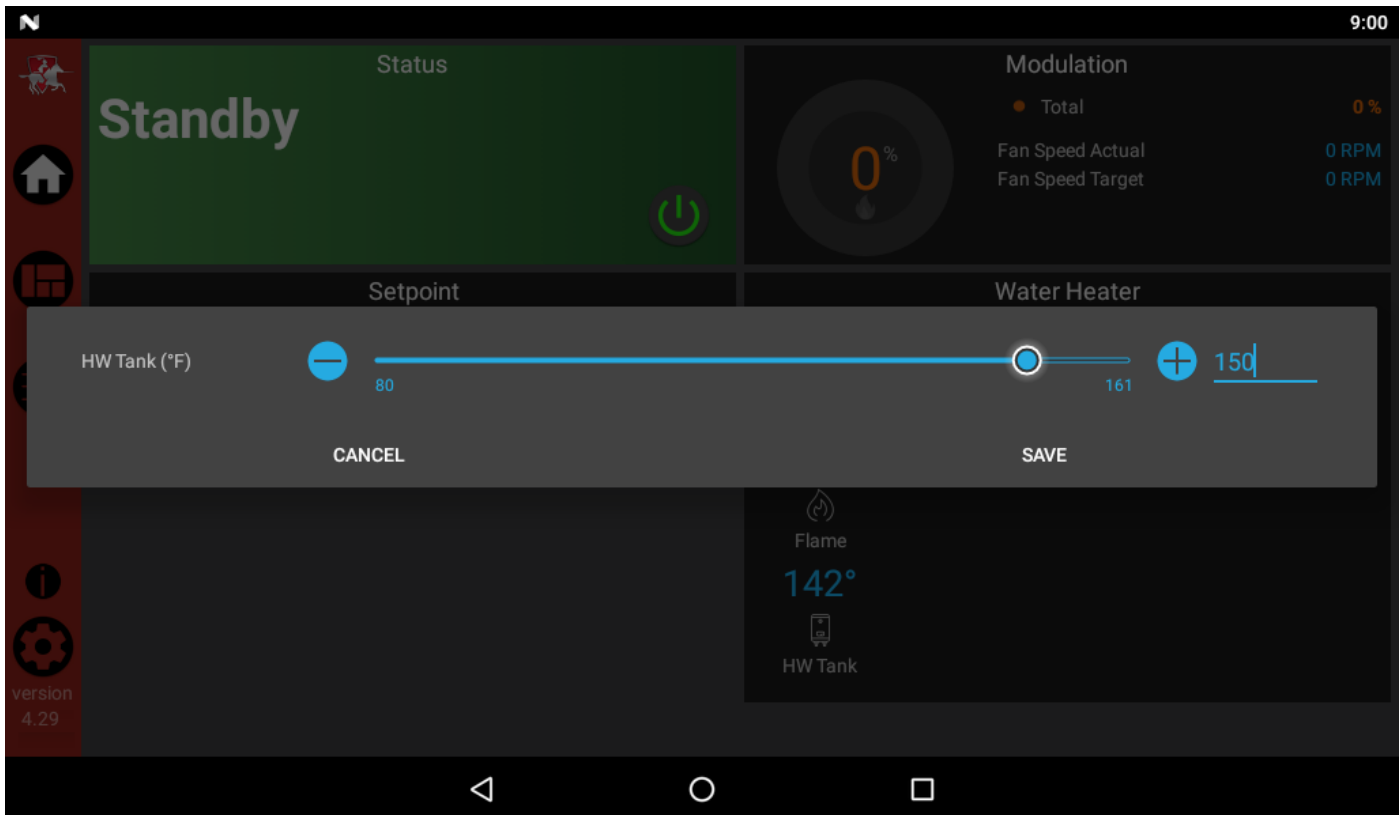 9:00
Status
Standby
Modulation
Total 0 %
0 %
Fan Speed Actual 0 RPM
Fan Speed Target 0 RPM
Setpoint
Water Heater
HW Tank (°F)
80
161
150
CANCEL
SAVE
Flame
142°
HW Tank
version
4.29